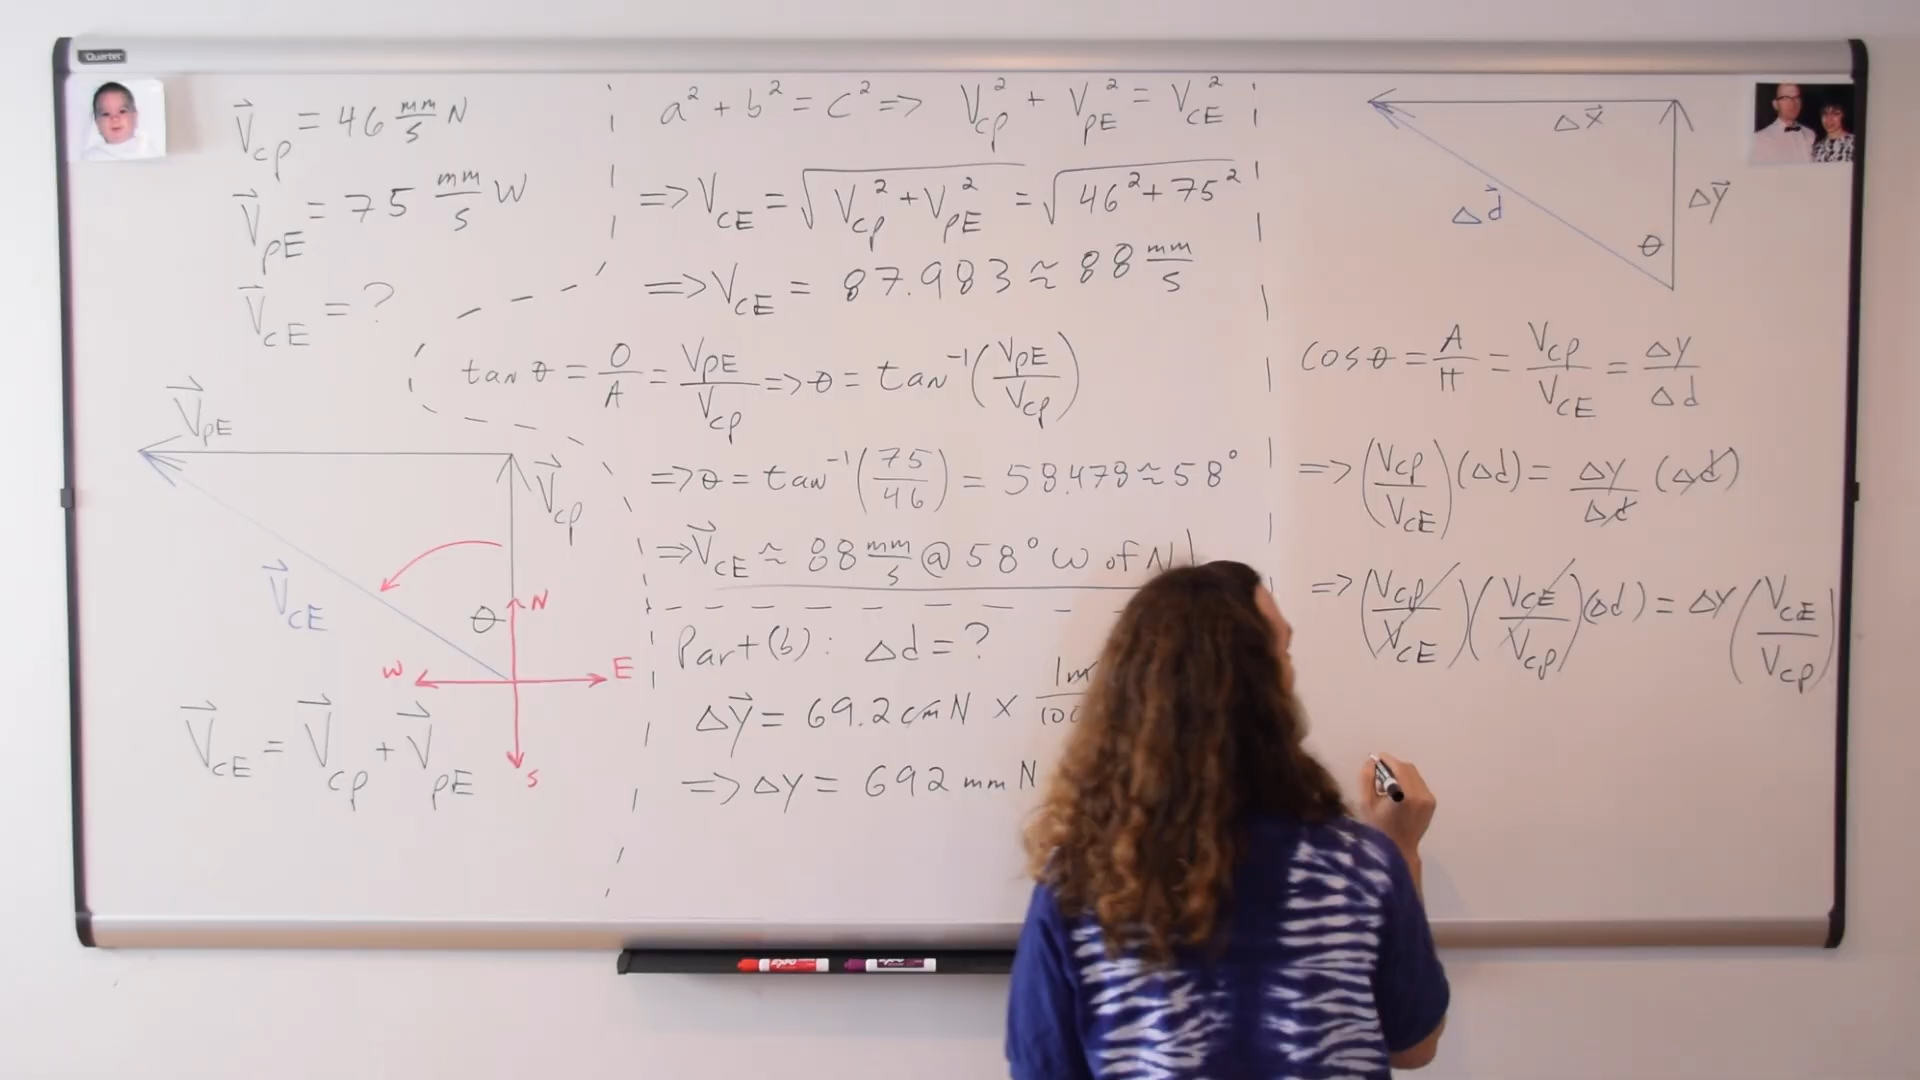 Quartet
V⃗cp = 46 mm/s N
V⃗pE = 75 mm/s W
V⃗cE = ?
V⃗pE
V⃗cp
V⃗cE
θ
N
W
E
S
V⃗cE = V⃗cp + V⃗pE
a² + b² = c² => Vcp² + VpE² = VcE²
=> VcE = √(Vcp² + VpE²) = √(46² + 75²)
=> VcE = 87.983 ≈ 88 mm/s
tan θ = O/A = VpE/Vcp => θ = tan⁻¹(VpE/Vcp)
=> θ = tan⁻¹(75/46) = 58.478 ≈ 58°
=> V⃗cE ≈ 88 mm/s @ 58° W of N
Part (b): Δd = ?
Δy⃗ = 69.2 cm N × 1m
=> Δy = 692 mm N
Δx⃗
Δy⃗
Δd⃗
θ
cos θ = A/H = Vcp/VcE = Δy/Δd
=> (Vcp/VcE)(Δd) = Δy/Δd (Δd)
=> (Vcp/VcE)(VcE/Vcp)(Δd) = Δy(VcE/Vcp)
EXPO
EXPO